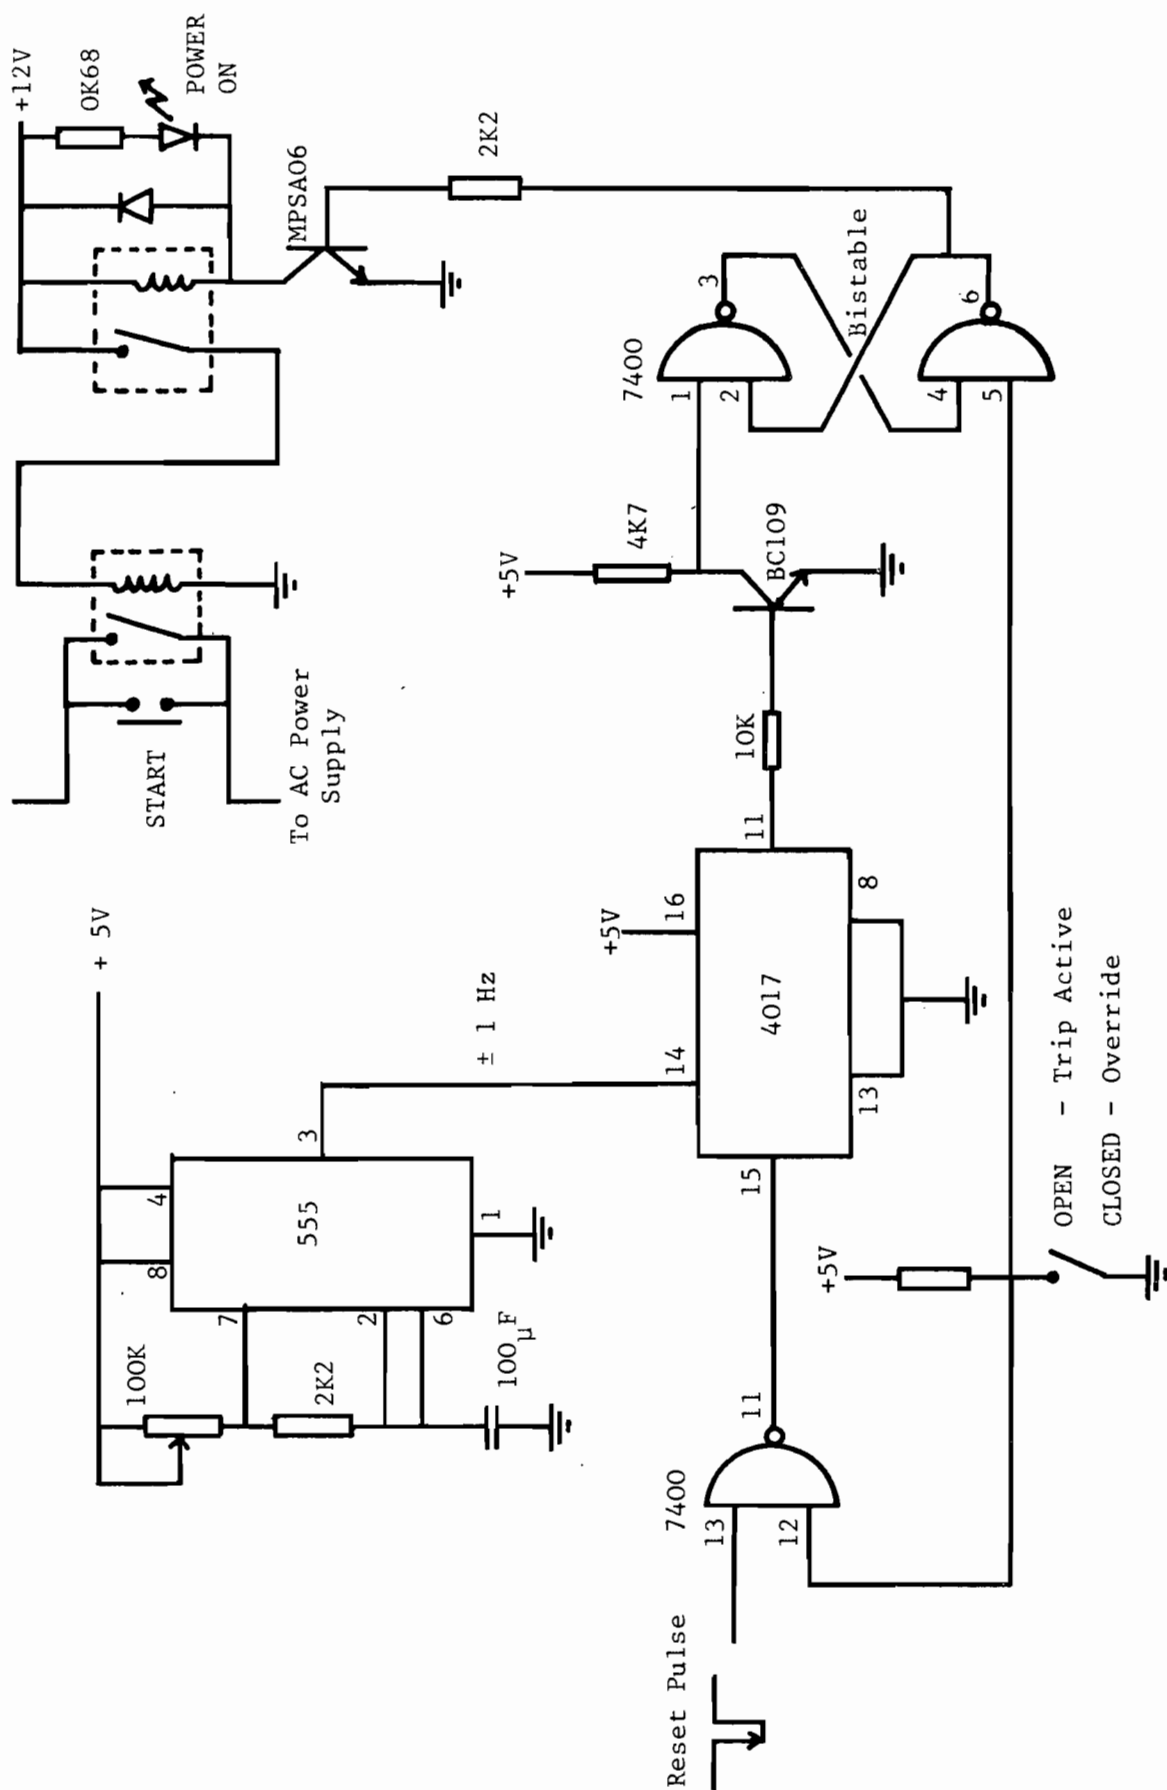 +12V
OK68
POWER
ON
MPSA06
2K2
START
To AC Power
Supply
+ 5V
100K
2K2
100µF
8
4
7
2
6
555
1
3
± 1 Hz
+5V
16
14
4017
15
13
8
11
10K
+5V
4K7
BC109
7400
1
2
3
Bistable
4
5
6
Reset Pulse
7400
13
12
11
+5V
OPEN - Trip Active
CLOSED - Override